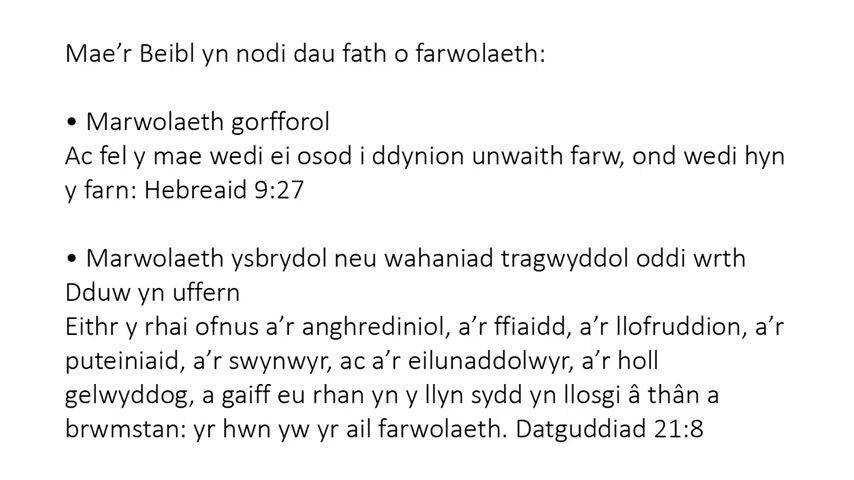 Mae’r Beibl yn nodi dau fath o farwolaeth:
• Marwolaeth gorfforol
Ac fel y mae wedi ei osod i ddynion unwaith farw, ond wedi hyn
y farn: Hebreaid 9:27
• Marwolaeth ysbrydol neu wahaniad tragwyddol oddi wrth
Dduw yn uffern
Eithr y rhai ofnus a’r anghrediniol, a’r ffiaidd, a’r llofruddion, a’r
puteiniaid, a’r swynwyr, ac a’r eilunaddolwyr, a’r holl
gelwyddog, a gaiff eu rhan yn y llyn sydd yn llosgi â thân a
brwmstan: yr hwn yw yr ail farwolaeth. Datguddiad 21:8